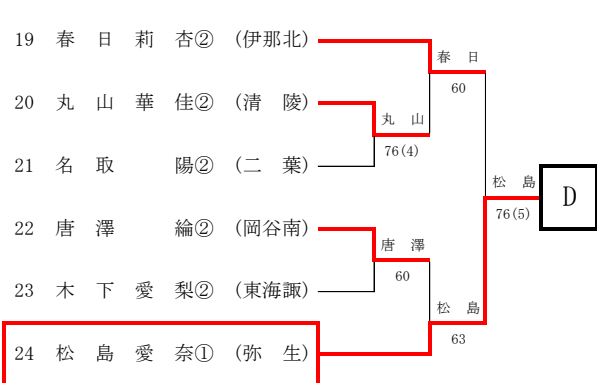 19 春 日 莉 杏② (伊那北)
春 日
60
20 丸 山 華 佳② (清 陵)
丸 山
76(4)
21 名 取 陽② (二 葉)
松 島
76(5)
D
22 唐 澤 綸② (岡谷南)
唐 澤
60
23 木 下 愛 梨② (東海諏)
松 島
63
24 松 島 愛 奈① (弥 生)